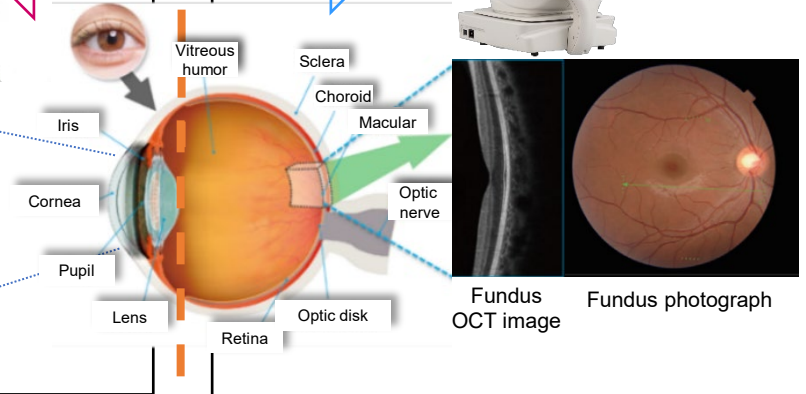 Vitreous
humor
Sclera
Choroid
Macular
Iris
Cornea
Optic
nerve
Pupil
Lens
Optic disk
Retina
Fundus
OCT image
Fundus photograph